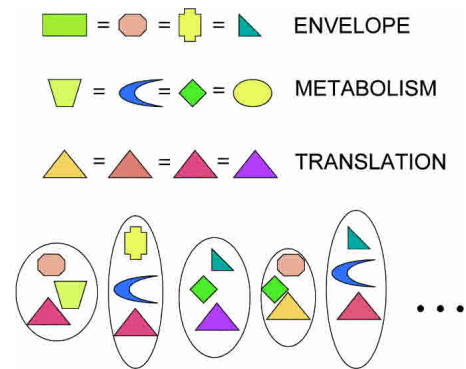 = = = ENVELOPE
= = = METABOLISM
= = = TRANSLATION
• • •